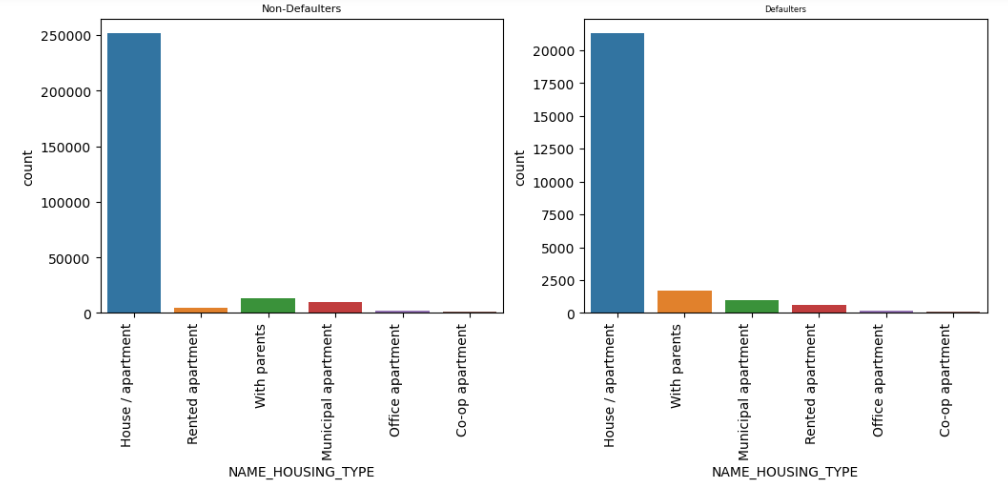 Non-Defaulters
250000
200000
150000
100000
50000
0
count
House / apartment
Rented apartment
With parents
Municipal apartment
Office apartment
Co-op apartment
NAME_HOUSING_TYPE
Defaulters
20000
17500
15000
12500
10000
7500
5000
2500
0
count
House / apartment
With parents
Municipal apartment
Rented apartment
Office apartment
Co-op apartment
NAME_HOUSING_TYPE